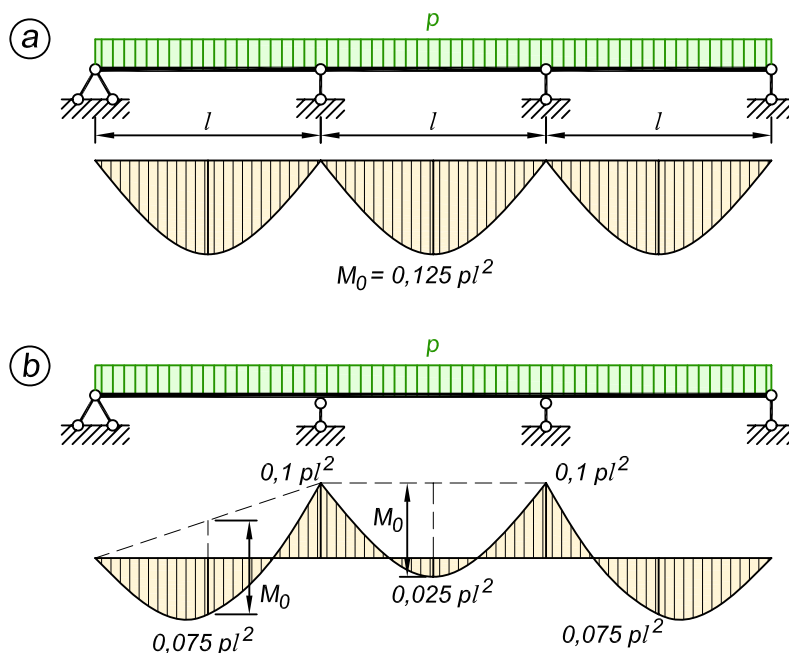 a
p
l l l
M₀ = 0,125 pl²
b
p
0,1 pl² 0,1 pl²
M₀
M₀
0,025 pl²
0,075 pl² 0,075 pl²